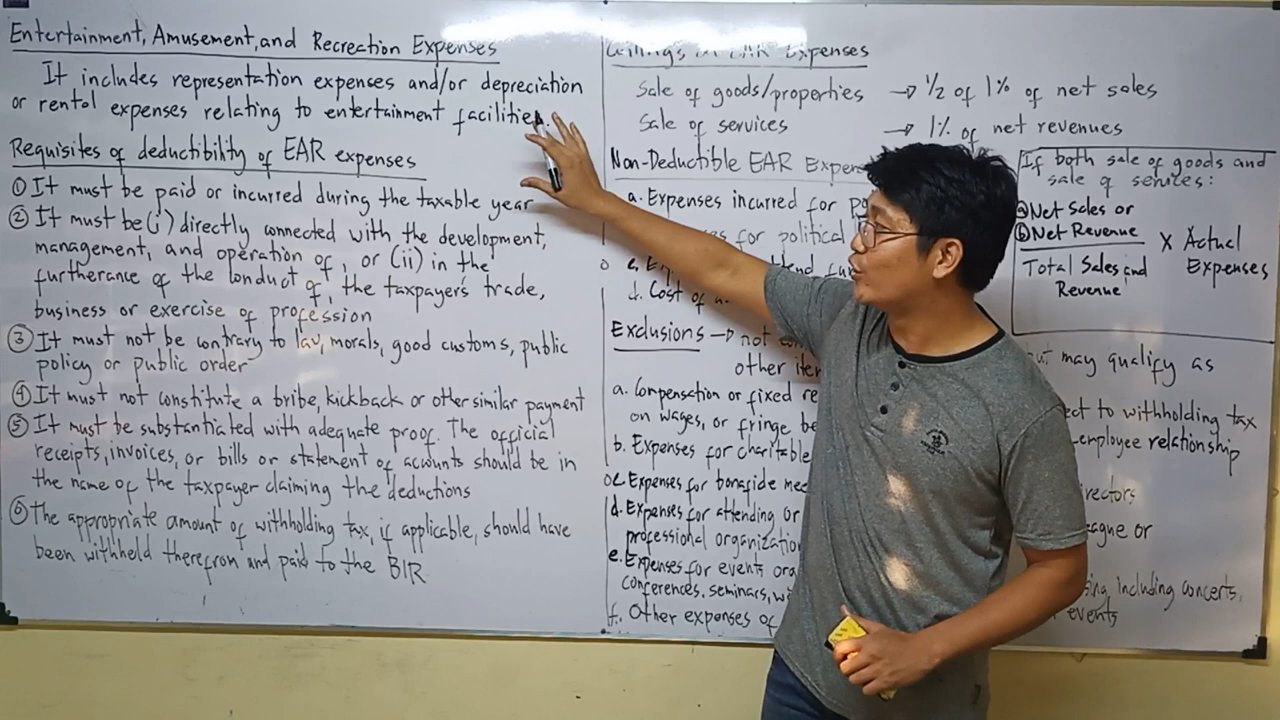 Entertainment, Amusement, and Recreation Expenses
It includes representation expenses and/or depreciation
or rental expenses relating to entertainment facilities.
Requisites of deductibility of EAR expenses
① It must be paid or incurred during the taxable year
② It must be (i) directly connected with the development,
management, and operation of, or (ii) in the
furtherance of the conduct of, the taxpayer's trade,
business or exercise of profession
③ It must not be contrary to law, morals, good customs, public
policy or public order
④ It must not constitute a bribe, kickback or other similar payment
⑤ It must be substantiated with adequate proof. The official
receipts, invoices, or bills or statement of accounts should be in
the name of the taxpayer claiming the deductions
⑥ The appropriate amount of withholding tax, if applicable, should have
been withheld therefrom and paid to the BIR
EAR Expenses
Sale of goods/properties → 1/2 of 1% of net sales
Sale of services → 1% of net revenues
Non-Deductible EAR
a. Expenses incurred for
for political
d. Cost of
Exclusions → not
other
but may qualify as
a. Compensation or fixed
on wages, or fringe
to withholding tax
employee relationship
b. Expenses for charitable
c. Expenses for bonafide
d. Expenses for attending or
professional
or
e. Expenses for events
conferences, seminars,
including concerts,
events
f. Other expenses of
If both sale of goods and
sale of services:
ⓐ Net Sales or
ⓑ Net Revenue
Total Sales and
Revenue
X Actual
Expenses